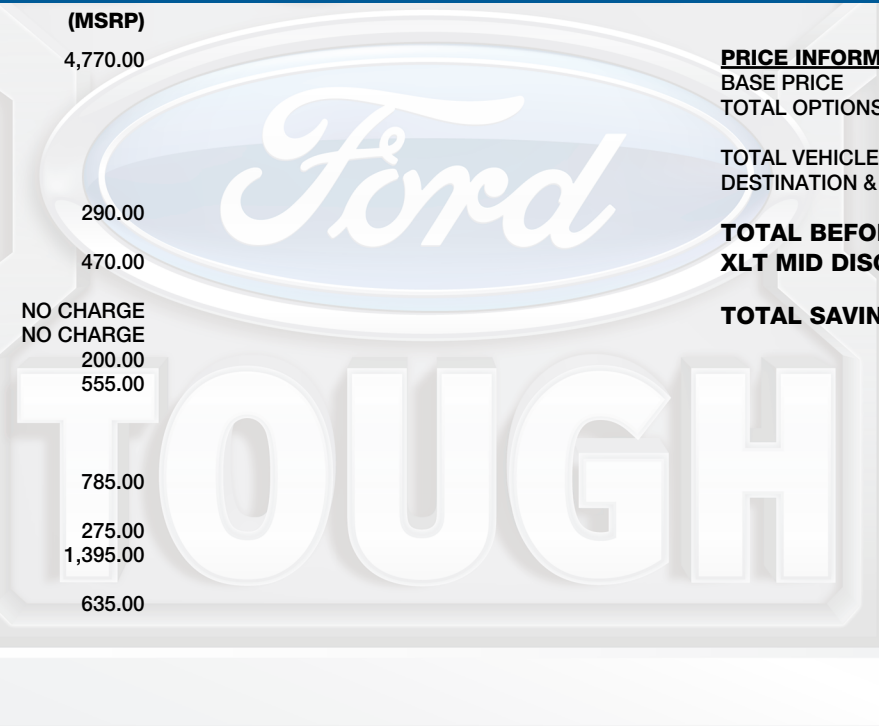 (MSRP)
4,770.00
290.00
470.00
NO CHARGE
NO CHARGE
200.00
555.00
785.00
275.00
1,395.00
635.00
PRICE INFORM
BASE PRICE
TOTAL OPTIONS
TOTAL VEHICLE
DESTINATION &
TOTAL BEFO
XLT MID DISC
TOTAL SAVIN
Ford
TOUGH